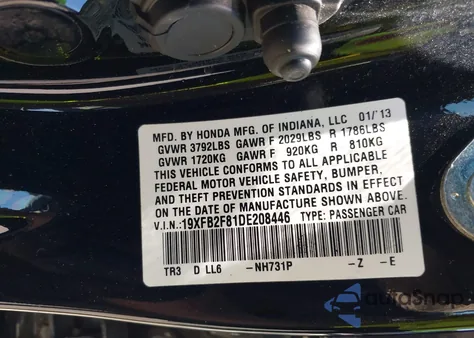 MFD. BY HONDA MFG. OF INDIANA, LLC 01/'13
GVWR 3792LBS GAWR F 2029LBS R 1786LBS
GVWR 1720KG GAWR F 920KG R 810KG
THIS VEHICLE CONFORMS TO ALL APPLICABLE
FEDERAL MOTOR VEHICLE SAFETY, BUMPER,
AND THEFT PREVENTION STANDARDS IN EFFECT
ON THE DATE OF MANUFACTURE SHOWN ABOVE.
V.I.N.:19XFB2F81DE208446 TYPE: PASSENGER CAR
TR3 D LL6 -NH731P -Z -E
autoSnap